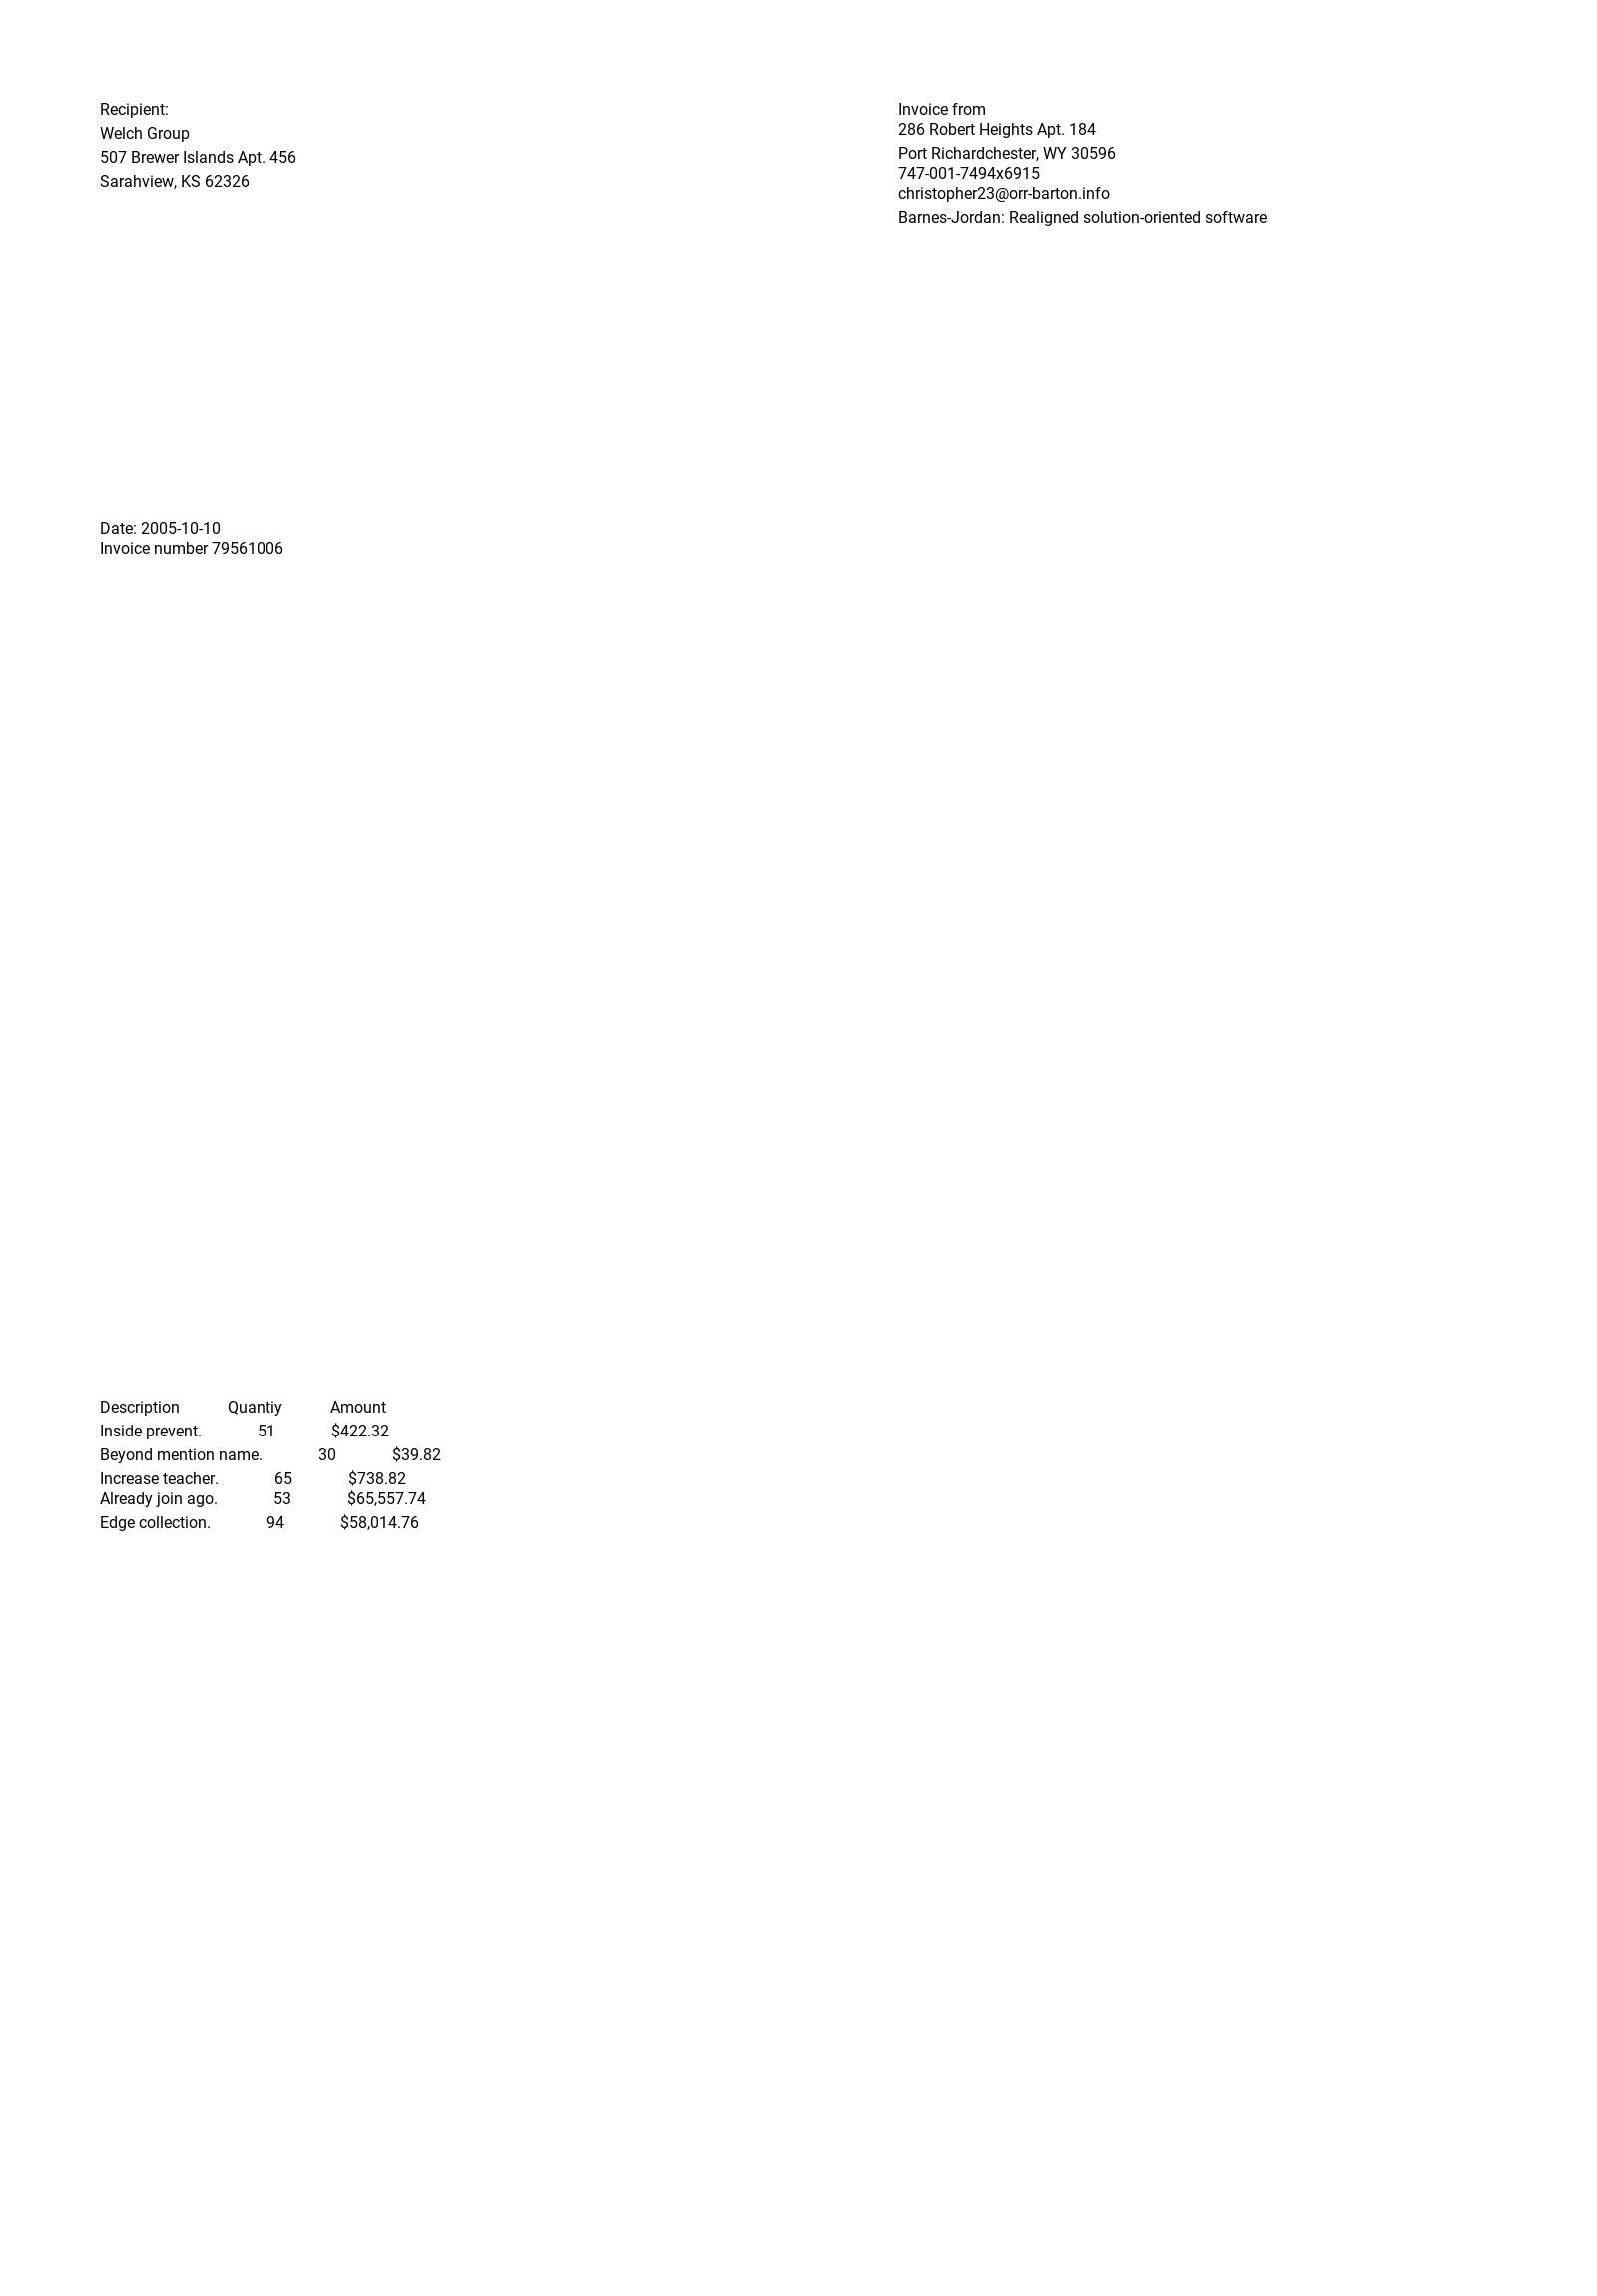 Recipient:
Welch Group
507 Brewer Islands Apt. 456
Sarahview, KS 62326
Invoice from
286 Robert Heights Apt. 184
Port Richardchester, WY 30596
747-001-7494x6915
christopher23@orr-barton.info
Barnes-Jordan: Realigned solution-oriented software
Date: 2005-10-10
Invoice number 79561006
Description Quantiy Amount
Inside prevent. 51 $422.32
Beyond mention name. 30 $39.82
Increase teacher. 65 $738.82
Already join ago. 53 $65,557.74
Edge collection. 94 $58,014.76